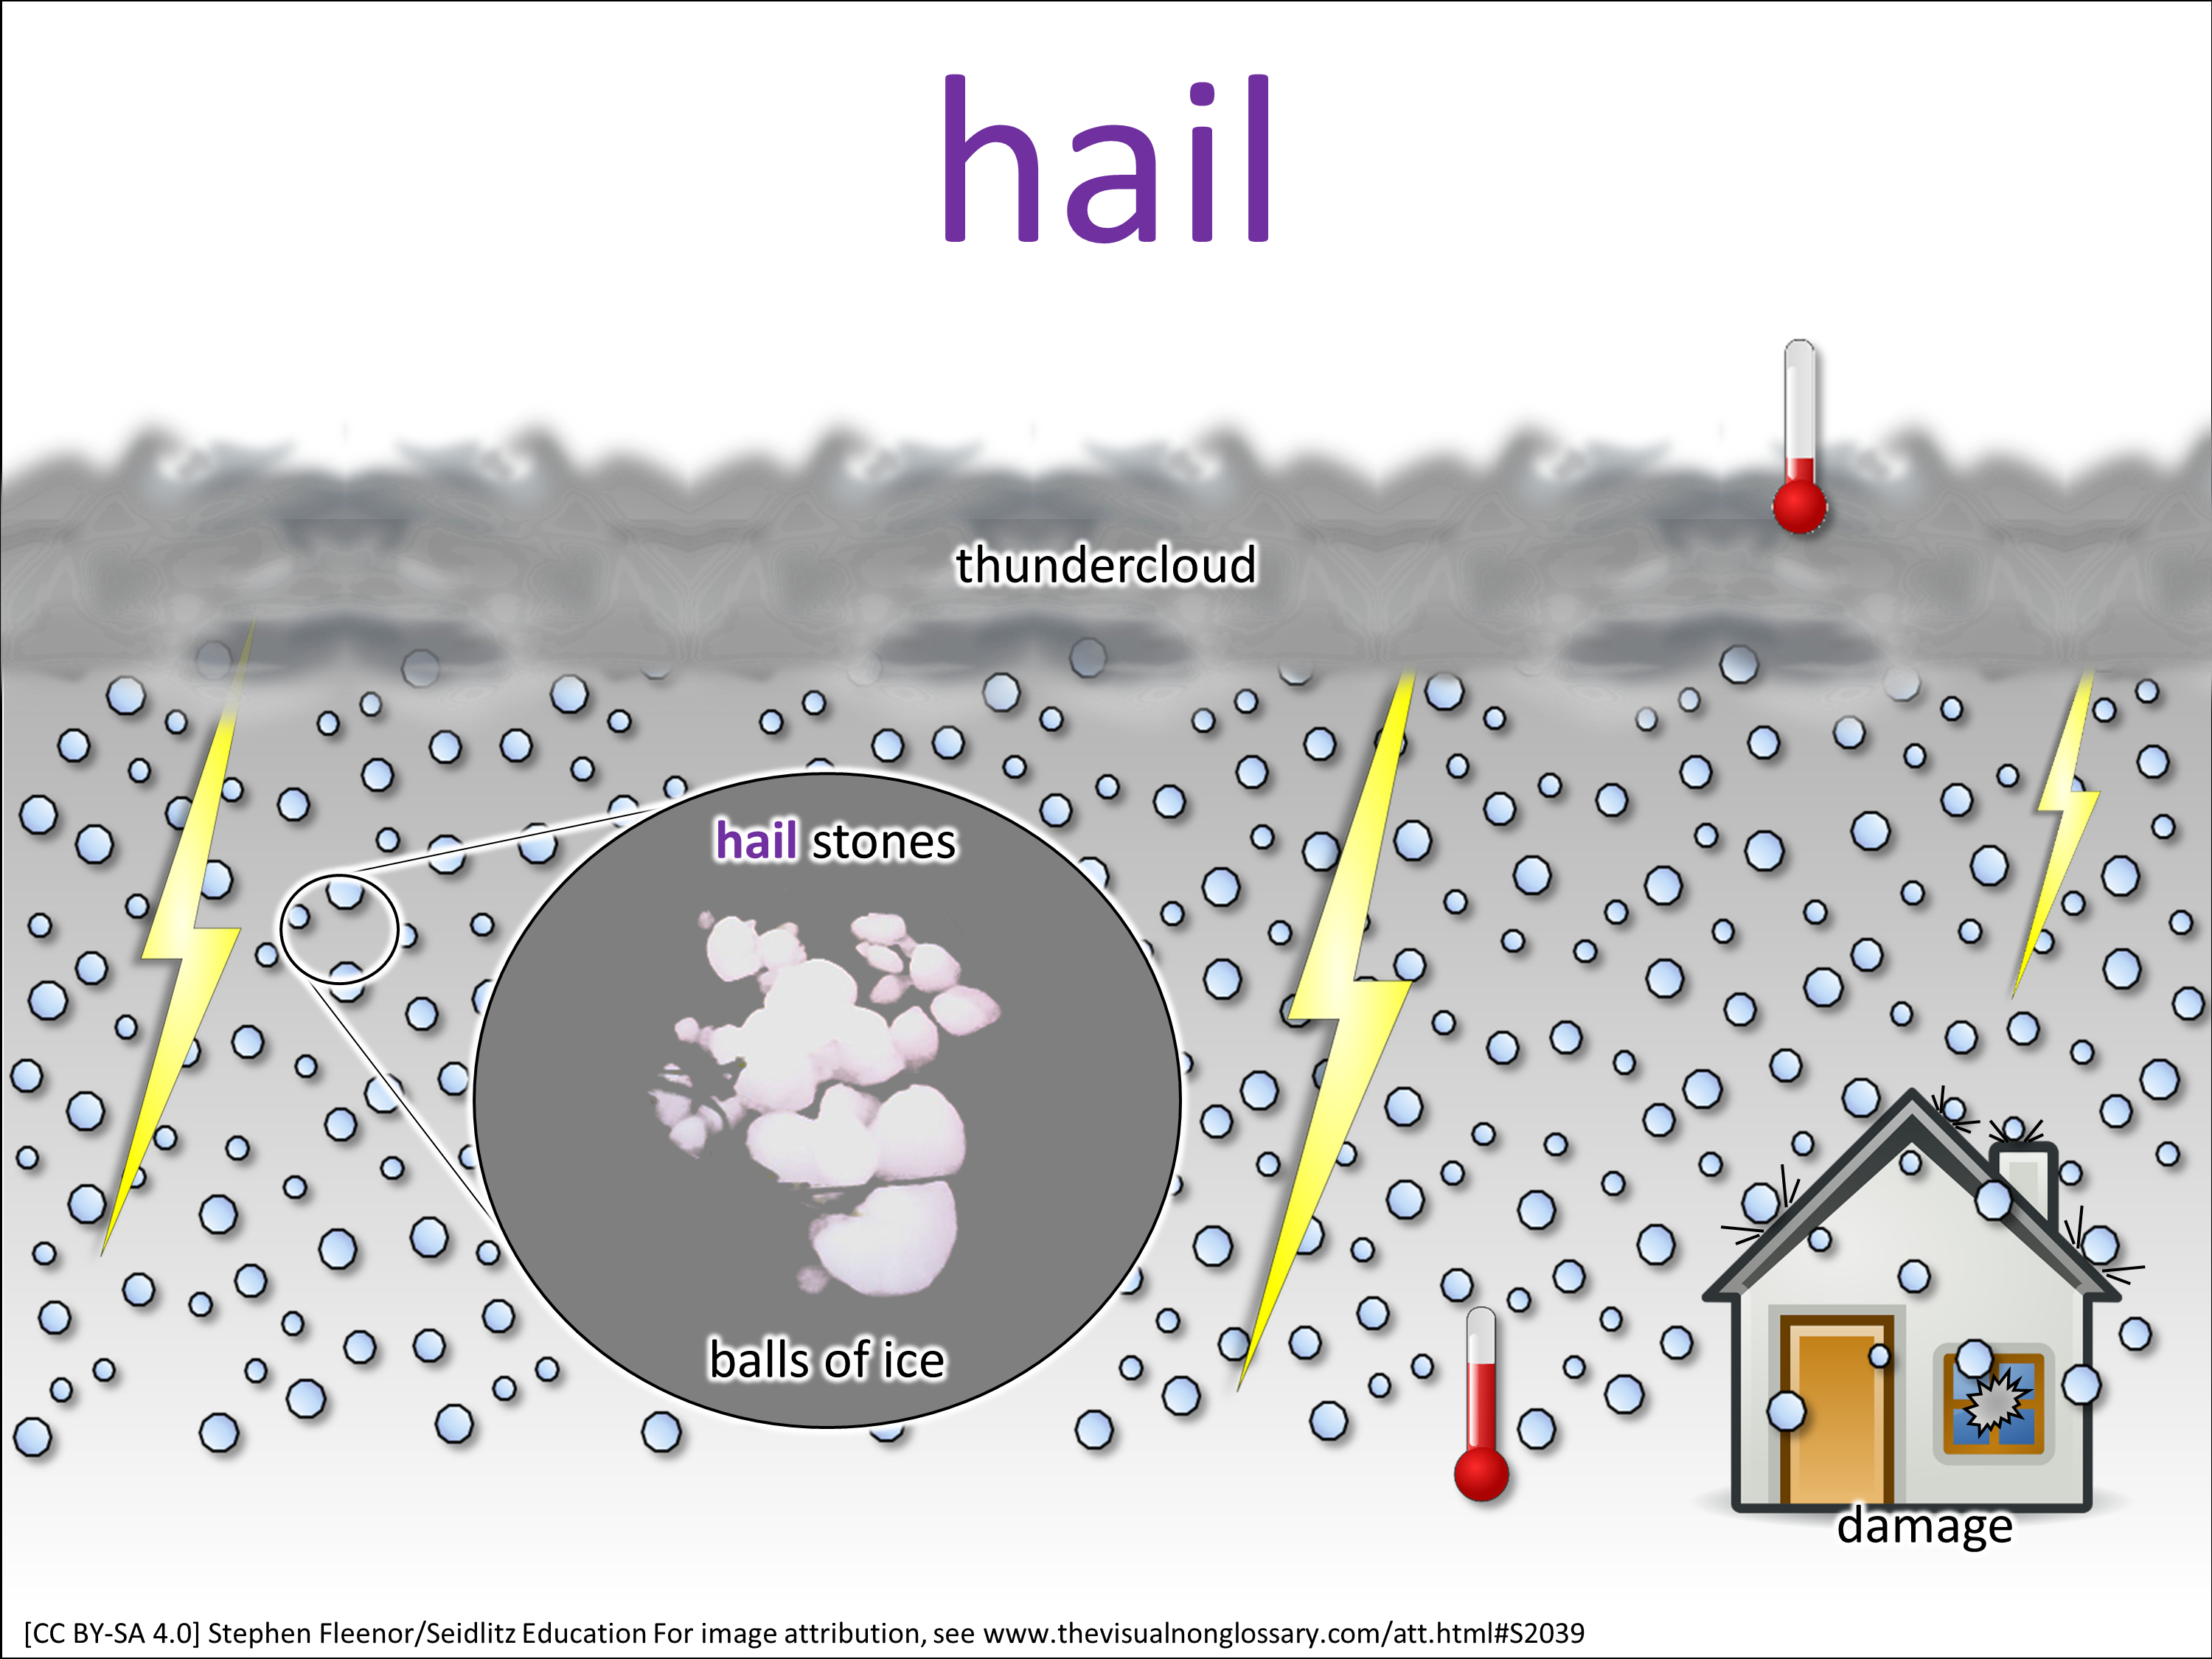 hail
thundercloud
hail stones
balls of ice
damage
[CC BY-SA 4.0] Stephen Fleenor/Seidlitz Education For image attribution, see www.thevisualnonglossary.com/att.html#S2039